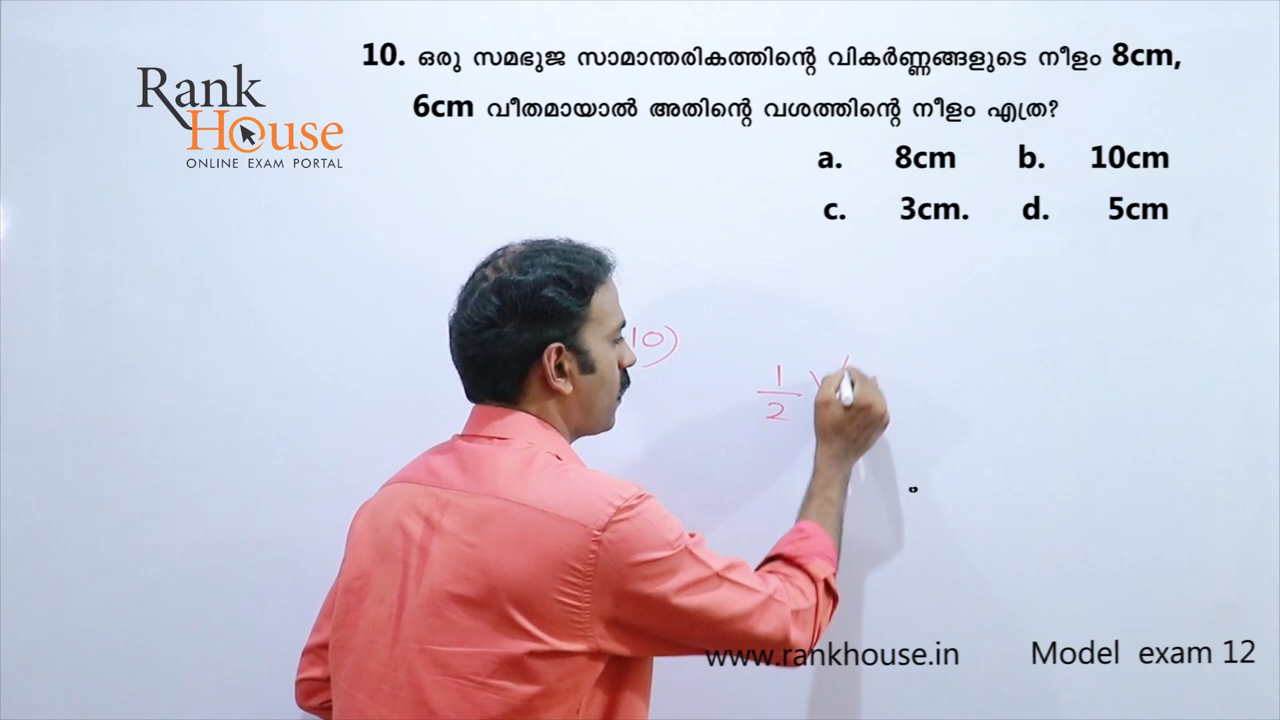 10. ഒരു സമഭുജ സാമാന്തരികത്തിന്റെ വികർണ്ണങ്ങളുടെ നീളം 8cm,
6cm വീതമായാൽ അതിന്റെ വശത്തിന്റെ നീളം എത്ര?
a. 8cm b. 10cm
c. 3cm. d. 5cm
Rank
House
ONLINE EXAM PORTAL
10)
1
2
www.rankhouse.in Model exam 12